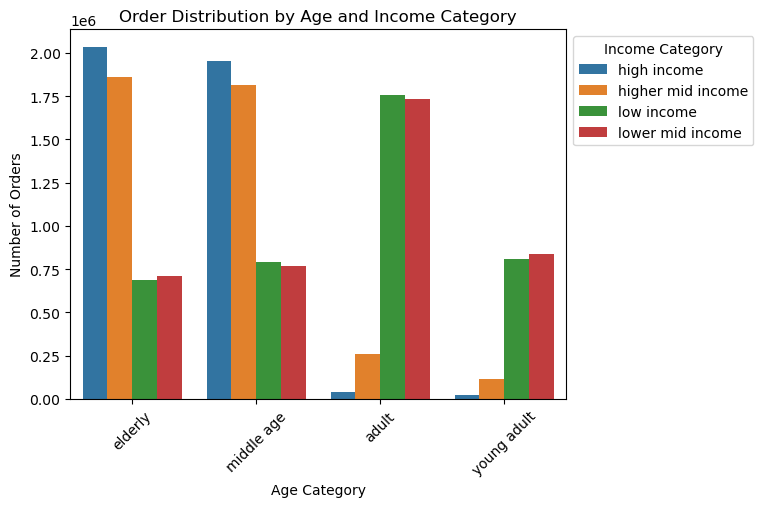 Order Distribution by Age and Income Category
1e6
2.00
1.75
1.50
1.25
1.00
0.75
0.50
0.25
0.00
Number of Orders
elderly
middle age
adult
young adult
Age Category
Income Category
high income
higher mid income
low income
lower mid income